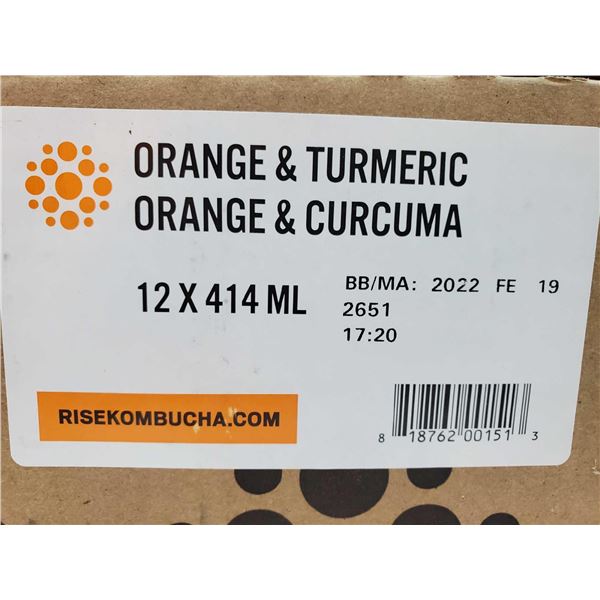 ORANGE & TURMERIC
ORANGE & CURCUMA
12 X 414 ML
BB/MA: 2022 FE 19
2651
17:20
RISEKOMBUCHA.COM
8 18762 00151 3